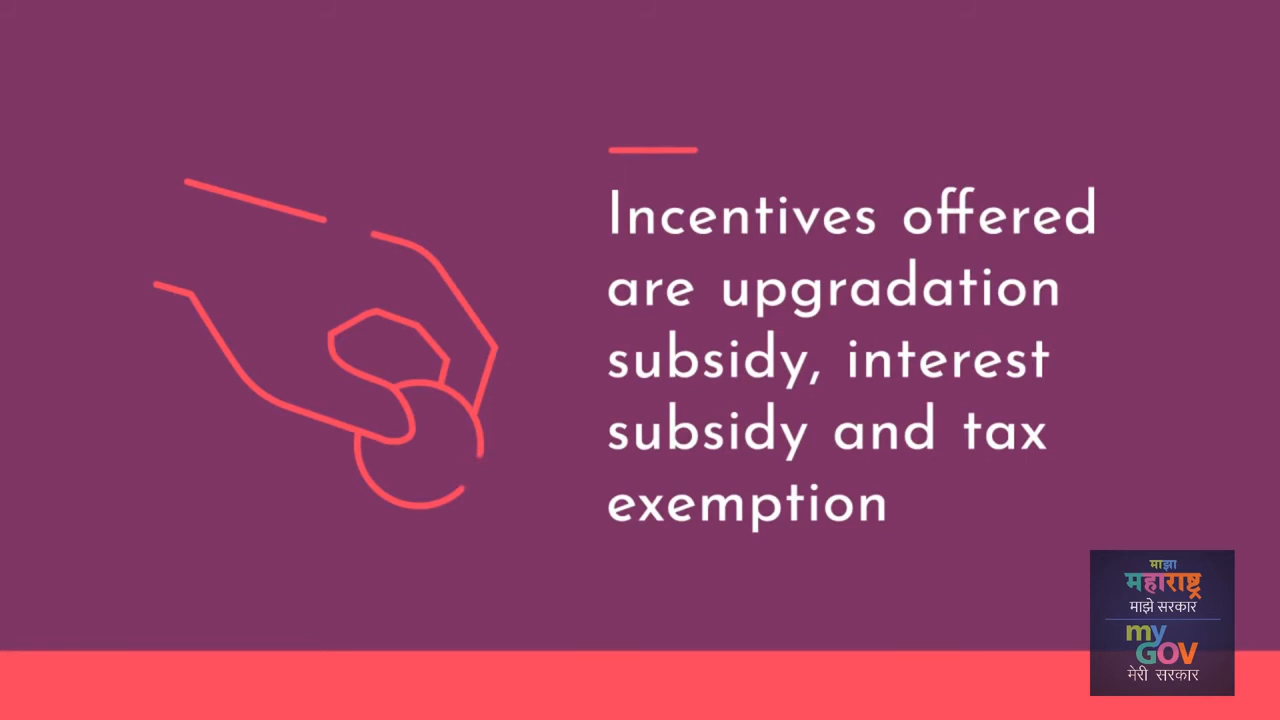 Incentives offered
are upgradation
subsidy, interest
subsidy and tax
exemption
माझा
महाराष्ट्र
माझे सरकार
my
GOV
मेरी सरकार